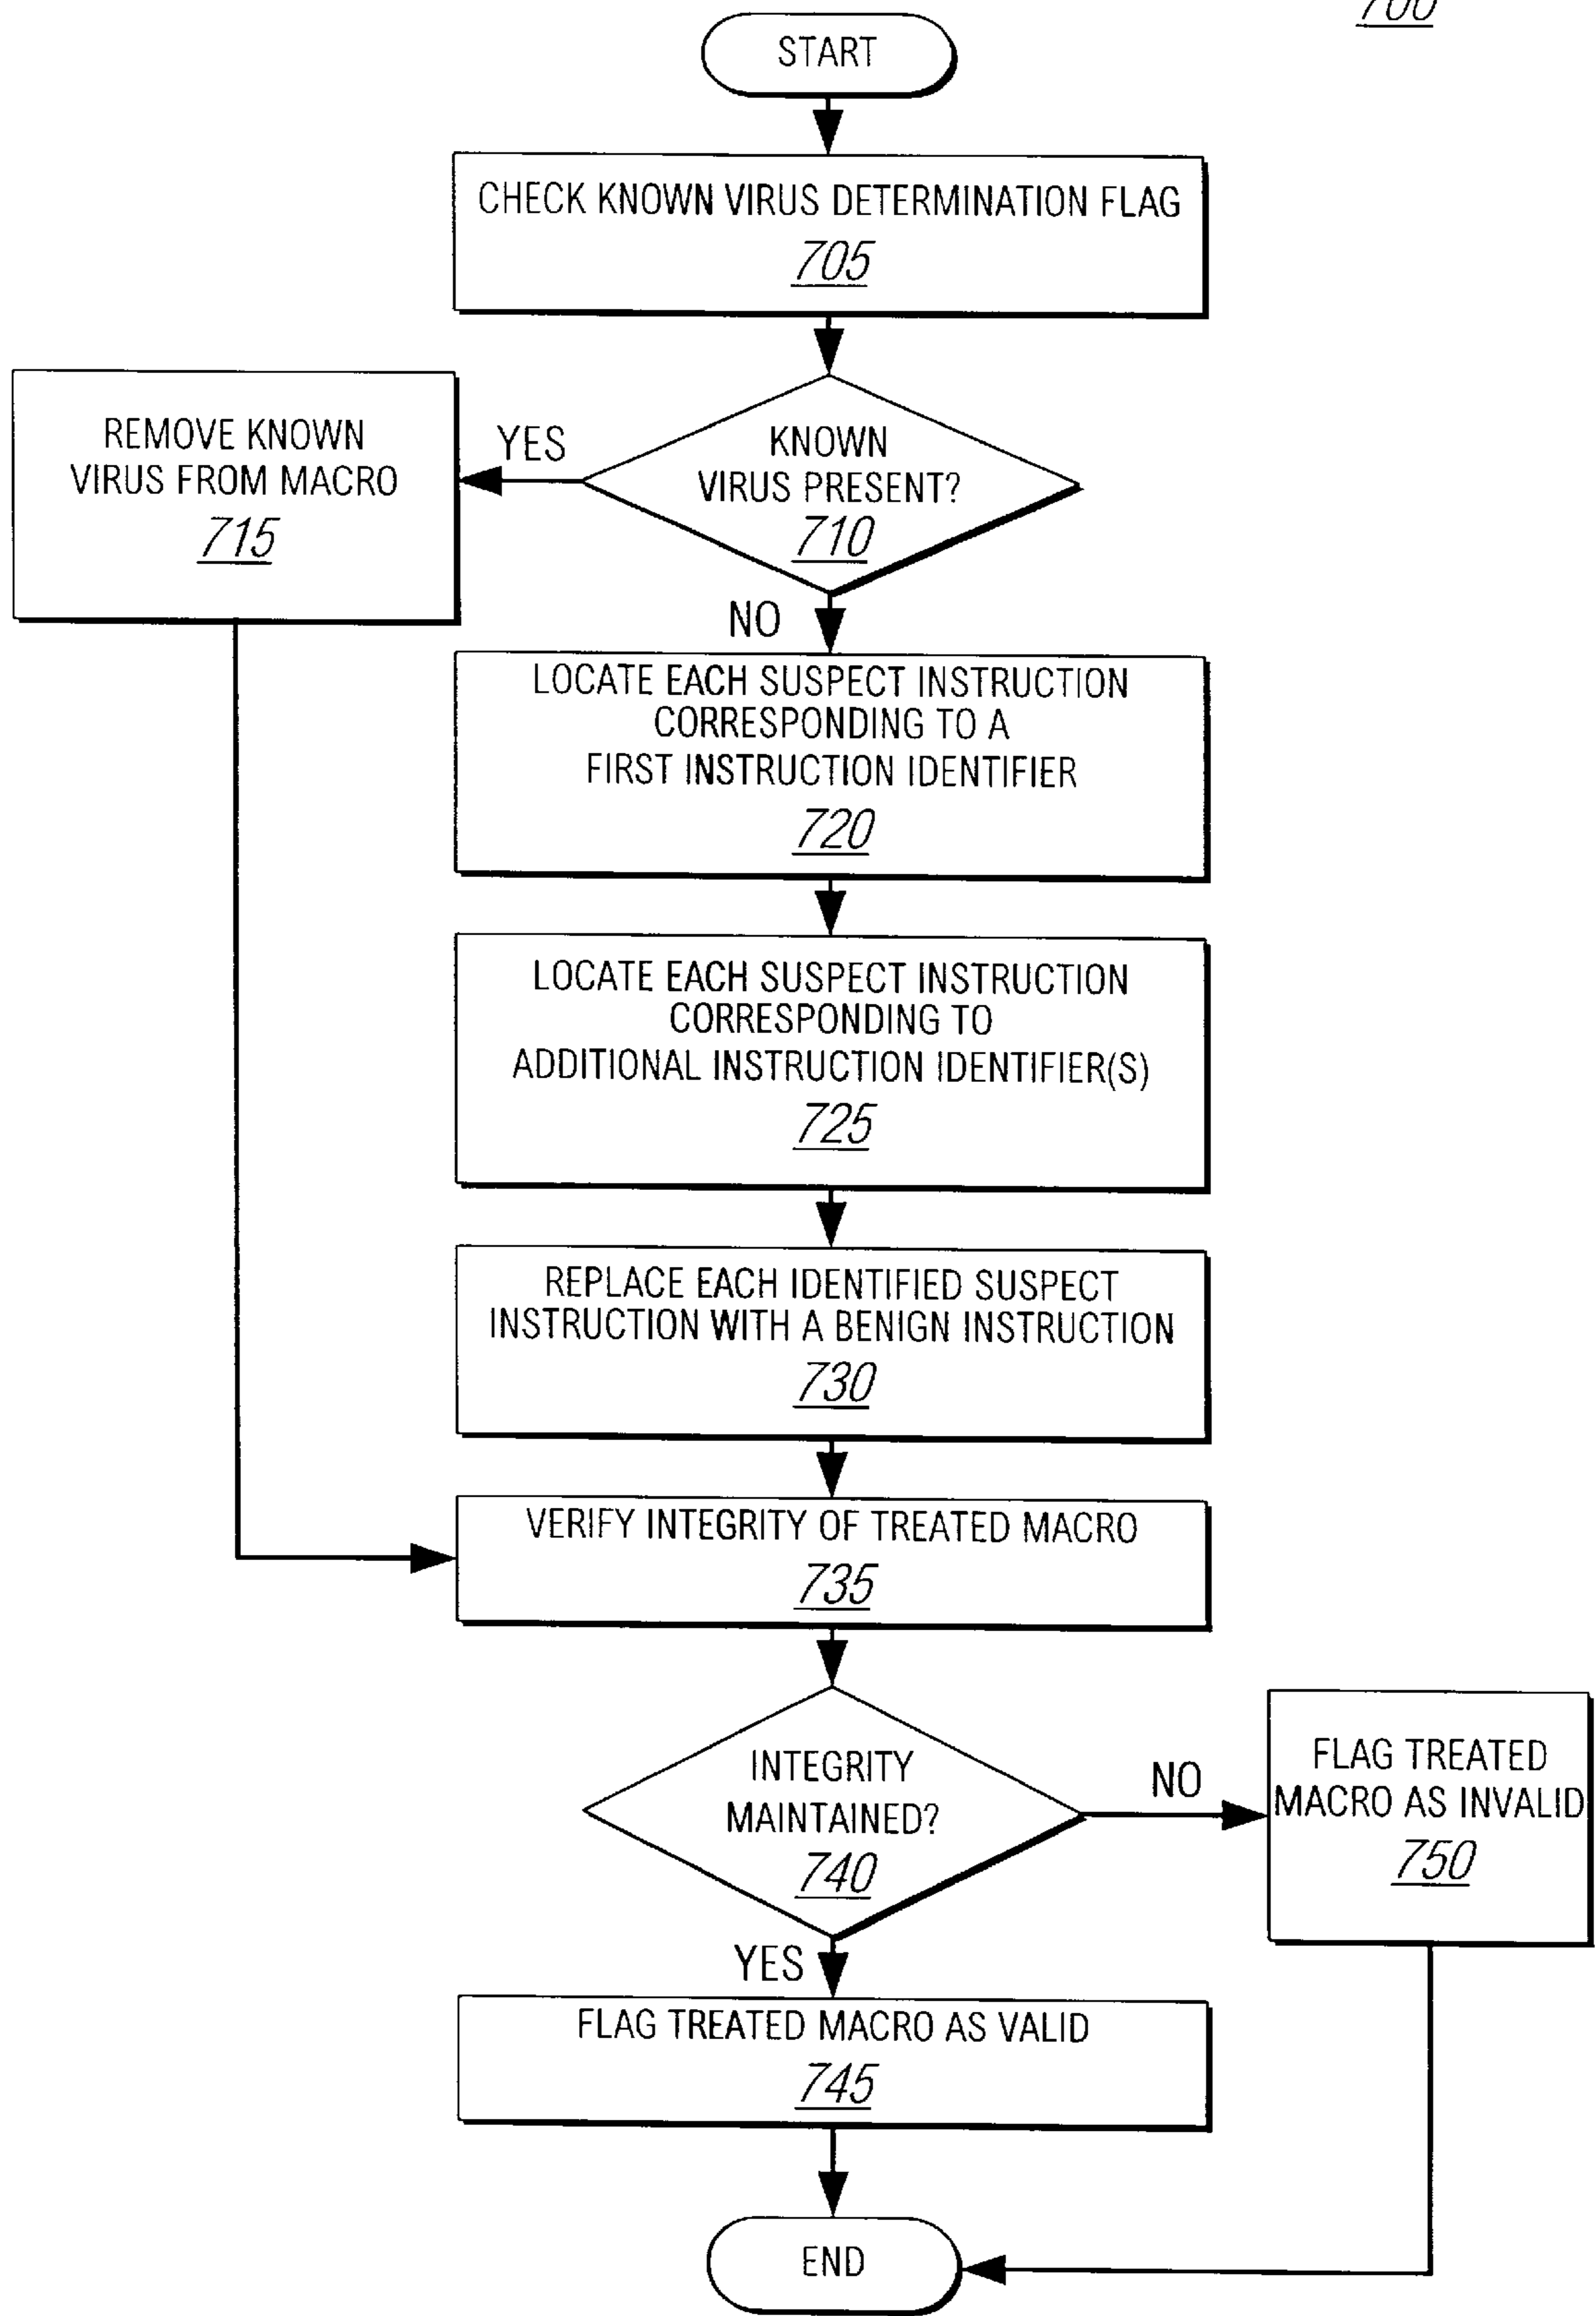 700
START
CHECK KNOWN VIRUS DETERMINATION FLAG
705
REMOVE KNOWN
VIRUS FROM MACRO
715
YES
KNOWN
VIRUS PRESENT?
710
NO
LOCATE EACH SUSPECT INSTRUCTION
CORRESPONDING TO A
FIRST INSTRUCTION IDENTIFIER
720
LOCATE EACH SUSPECT INSTRUCTION
CORRESPONDING TO
ADDITIONAL INSTRUCTION IDENTIFIER(S)
725
REPLACE EACH IDENTIFIED SUSPECT
INSTRUCTION WITH A BENIGN INSTRUCTION
730
VERIFY INTEGRITY OF TREATED MACRO
735
INTEGRITY
MAINTAINED?
740
NO
FLAG TREATED
MACRO AS INVALID
750
YES
FLAG TREATED MACRO AS VALID
745
END